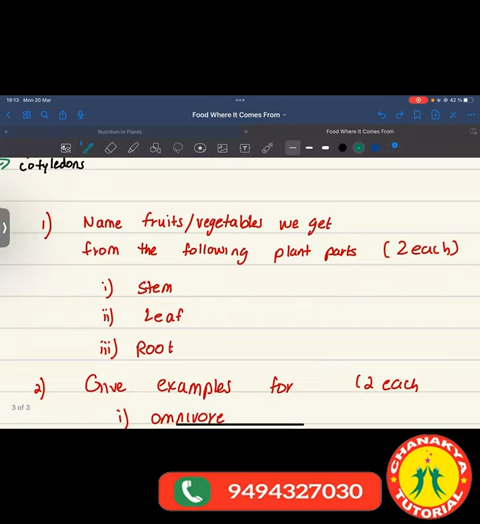 19:13 Mon 20 Mar
42 %
Food Where It Comes From
Nutrition in Plants
Food Where It Comes From
cotyledons
1) Name fruits/vegetables we get
from the following plant parts (2 each)
i) Stem
ii) Leaf
iii) Root
2) Give examples for (2 each
3 of 3
i) omnivore
9494327030
CHANAKYA
TUTORIAL